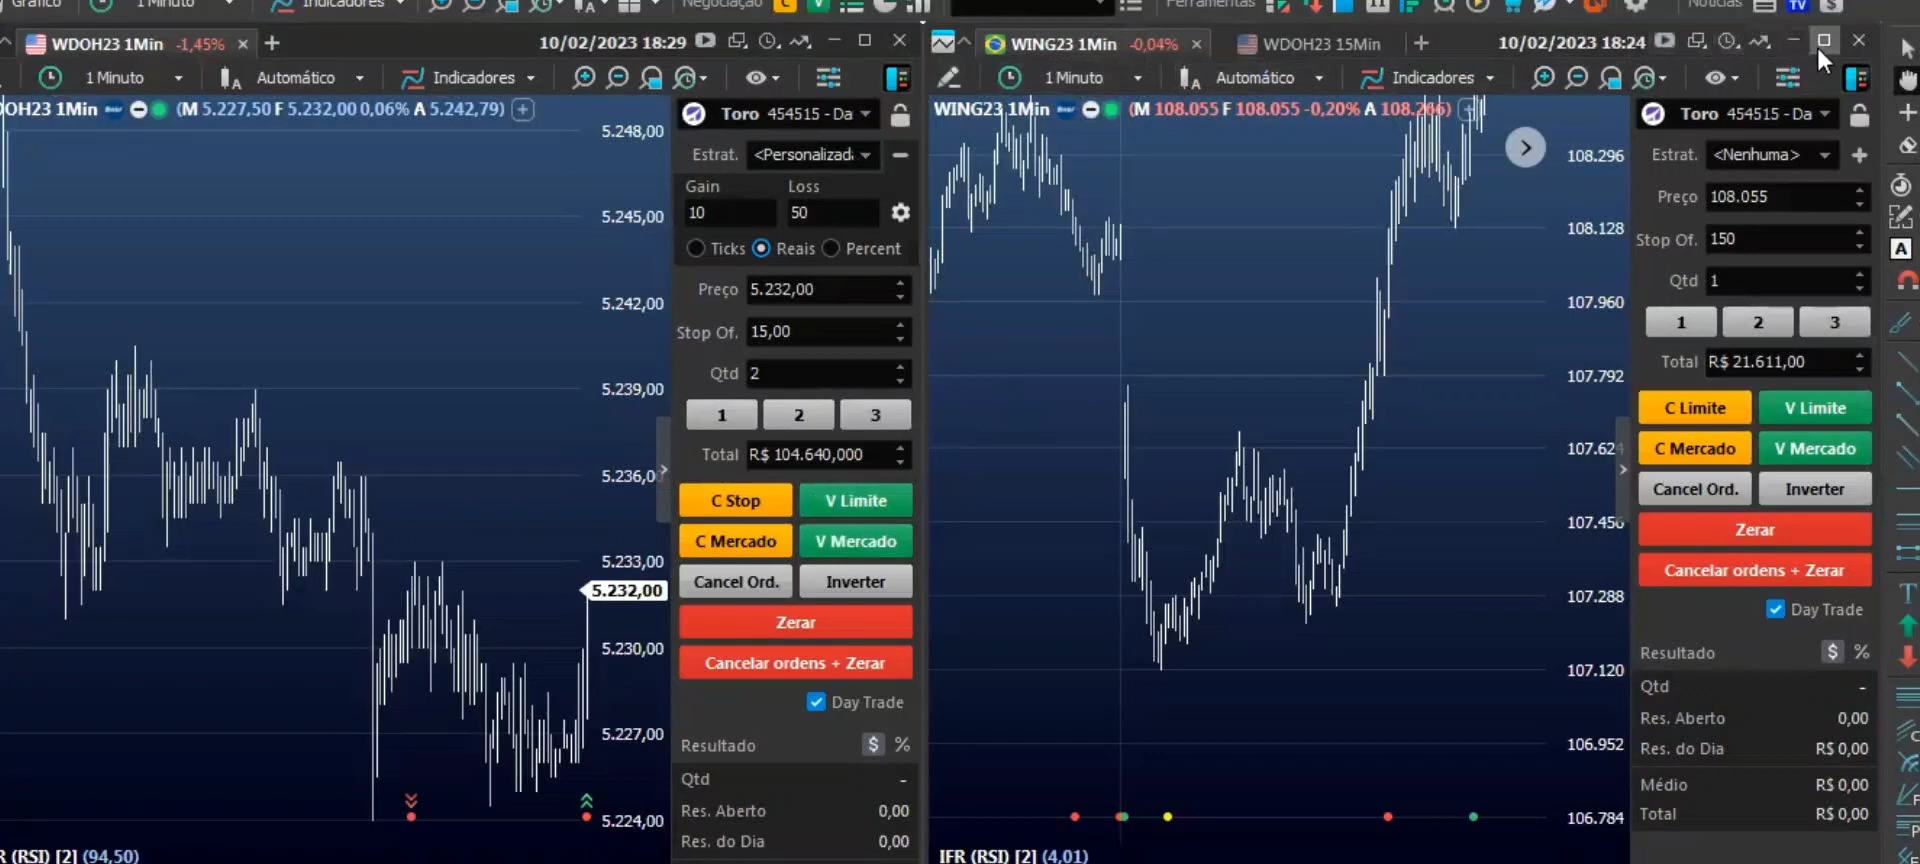 Gráfico
1 Minuto
Indicadores
Negociação
Ferramentas
11
TV
Notícias
$
WDOH23 1Min -1,45%
10/02/2023 18:29
1 Minuto
Automático
Indicadores
DOH23 1Min (M 5.227,50 F 5.232,00 0,06% A 5.242,79)
5.248,00
5.245,00
5.242,00
5.239,00
5.236,0
5.233,00
5.232,00
5.230,00
5.227,00
5.224,00
R (RSI) [2] (94,50)
Toro 454515 - Da
Estrat. <Personalizad
Gain
Loss
10
50
Ticks Reais Percent
Preço 5.232,00
Stop Of. 15,00
Qtd 2
1 2 3
Total R$ 104.640,000
C Stop V Limite
C Mercado V Mercado
Cancel Ord. Inverter
Zerar
Cancelar ordens + Zerar
Day Trade
Resultado $ %
Qtd -
Res. Aberto 0,00
Res. do Dia 0,00
WING23 1Min -0,04%
WDOH23 15Min
10/02/2023 18:24
1 Minuto
Automático
Indicadores
WING23 1Min (M 108.055 F 108.055 -0,20% A 108.266)
108.296
108.128
107.960
107.792
107.624
107.456
107.288
107.120
106.952
106.784
IFR (RSI) [2] (4,01)
Toro 454515 - Da
Estrat. <Nenhuma>
Preço 108.055
Stop Of. 150
Qtd 1
1 2 3
Total R$ 21.611,00
C Limite V Limite
C Mercado V Mercado
Cancel Ord. Inverter
Zerar
Cancelar ordens + Zerar
Day Trade
Resultado $ %
Qtd -
Res. Aberto 0,00
Res. do Dia R$ 0,00
Médio R$ 0,00
Total R$ 0,00
A
T